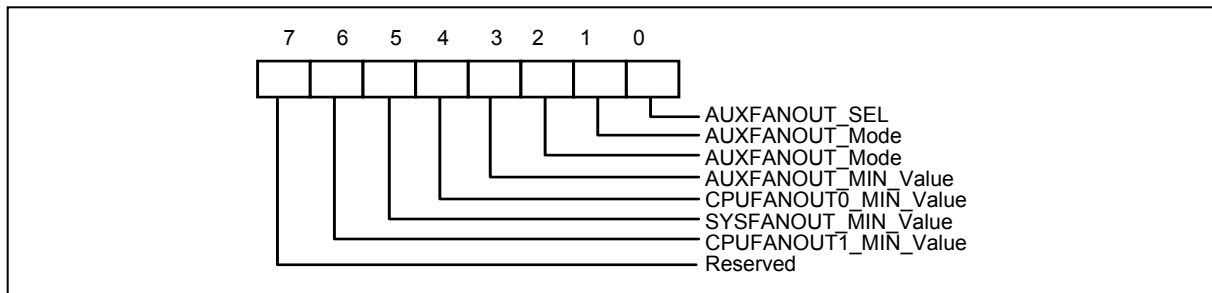 7 6 5 4 3 2 1 0
AUXFANOUT_SEL
AUXFANOUT_Mode
AUXFANOUT_Mode
AUXFANOUT_MIN_Value
CPUFANOUT0_MIN_Value
SYSFANOUT_MIN_Value
CPUFANOUT1_MIN_Value
Reserved